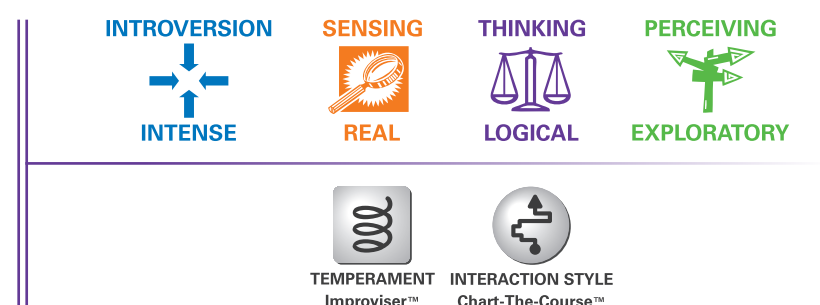 INTROVERSION SENSING THINKING PERCEIVING
INTENSE REAL LOGICAL EXPLORATORY
TEMPERAMENT INTERACTION STYLE
Improviser™ Chart-The-Course™